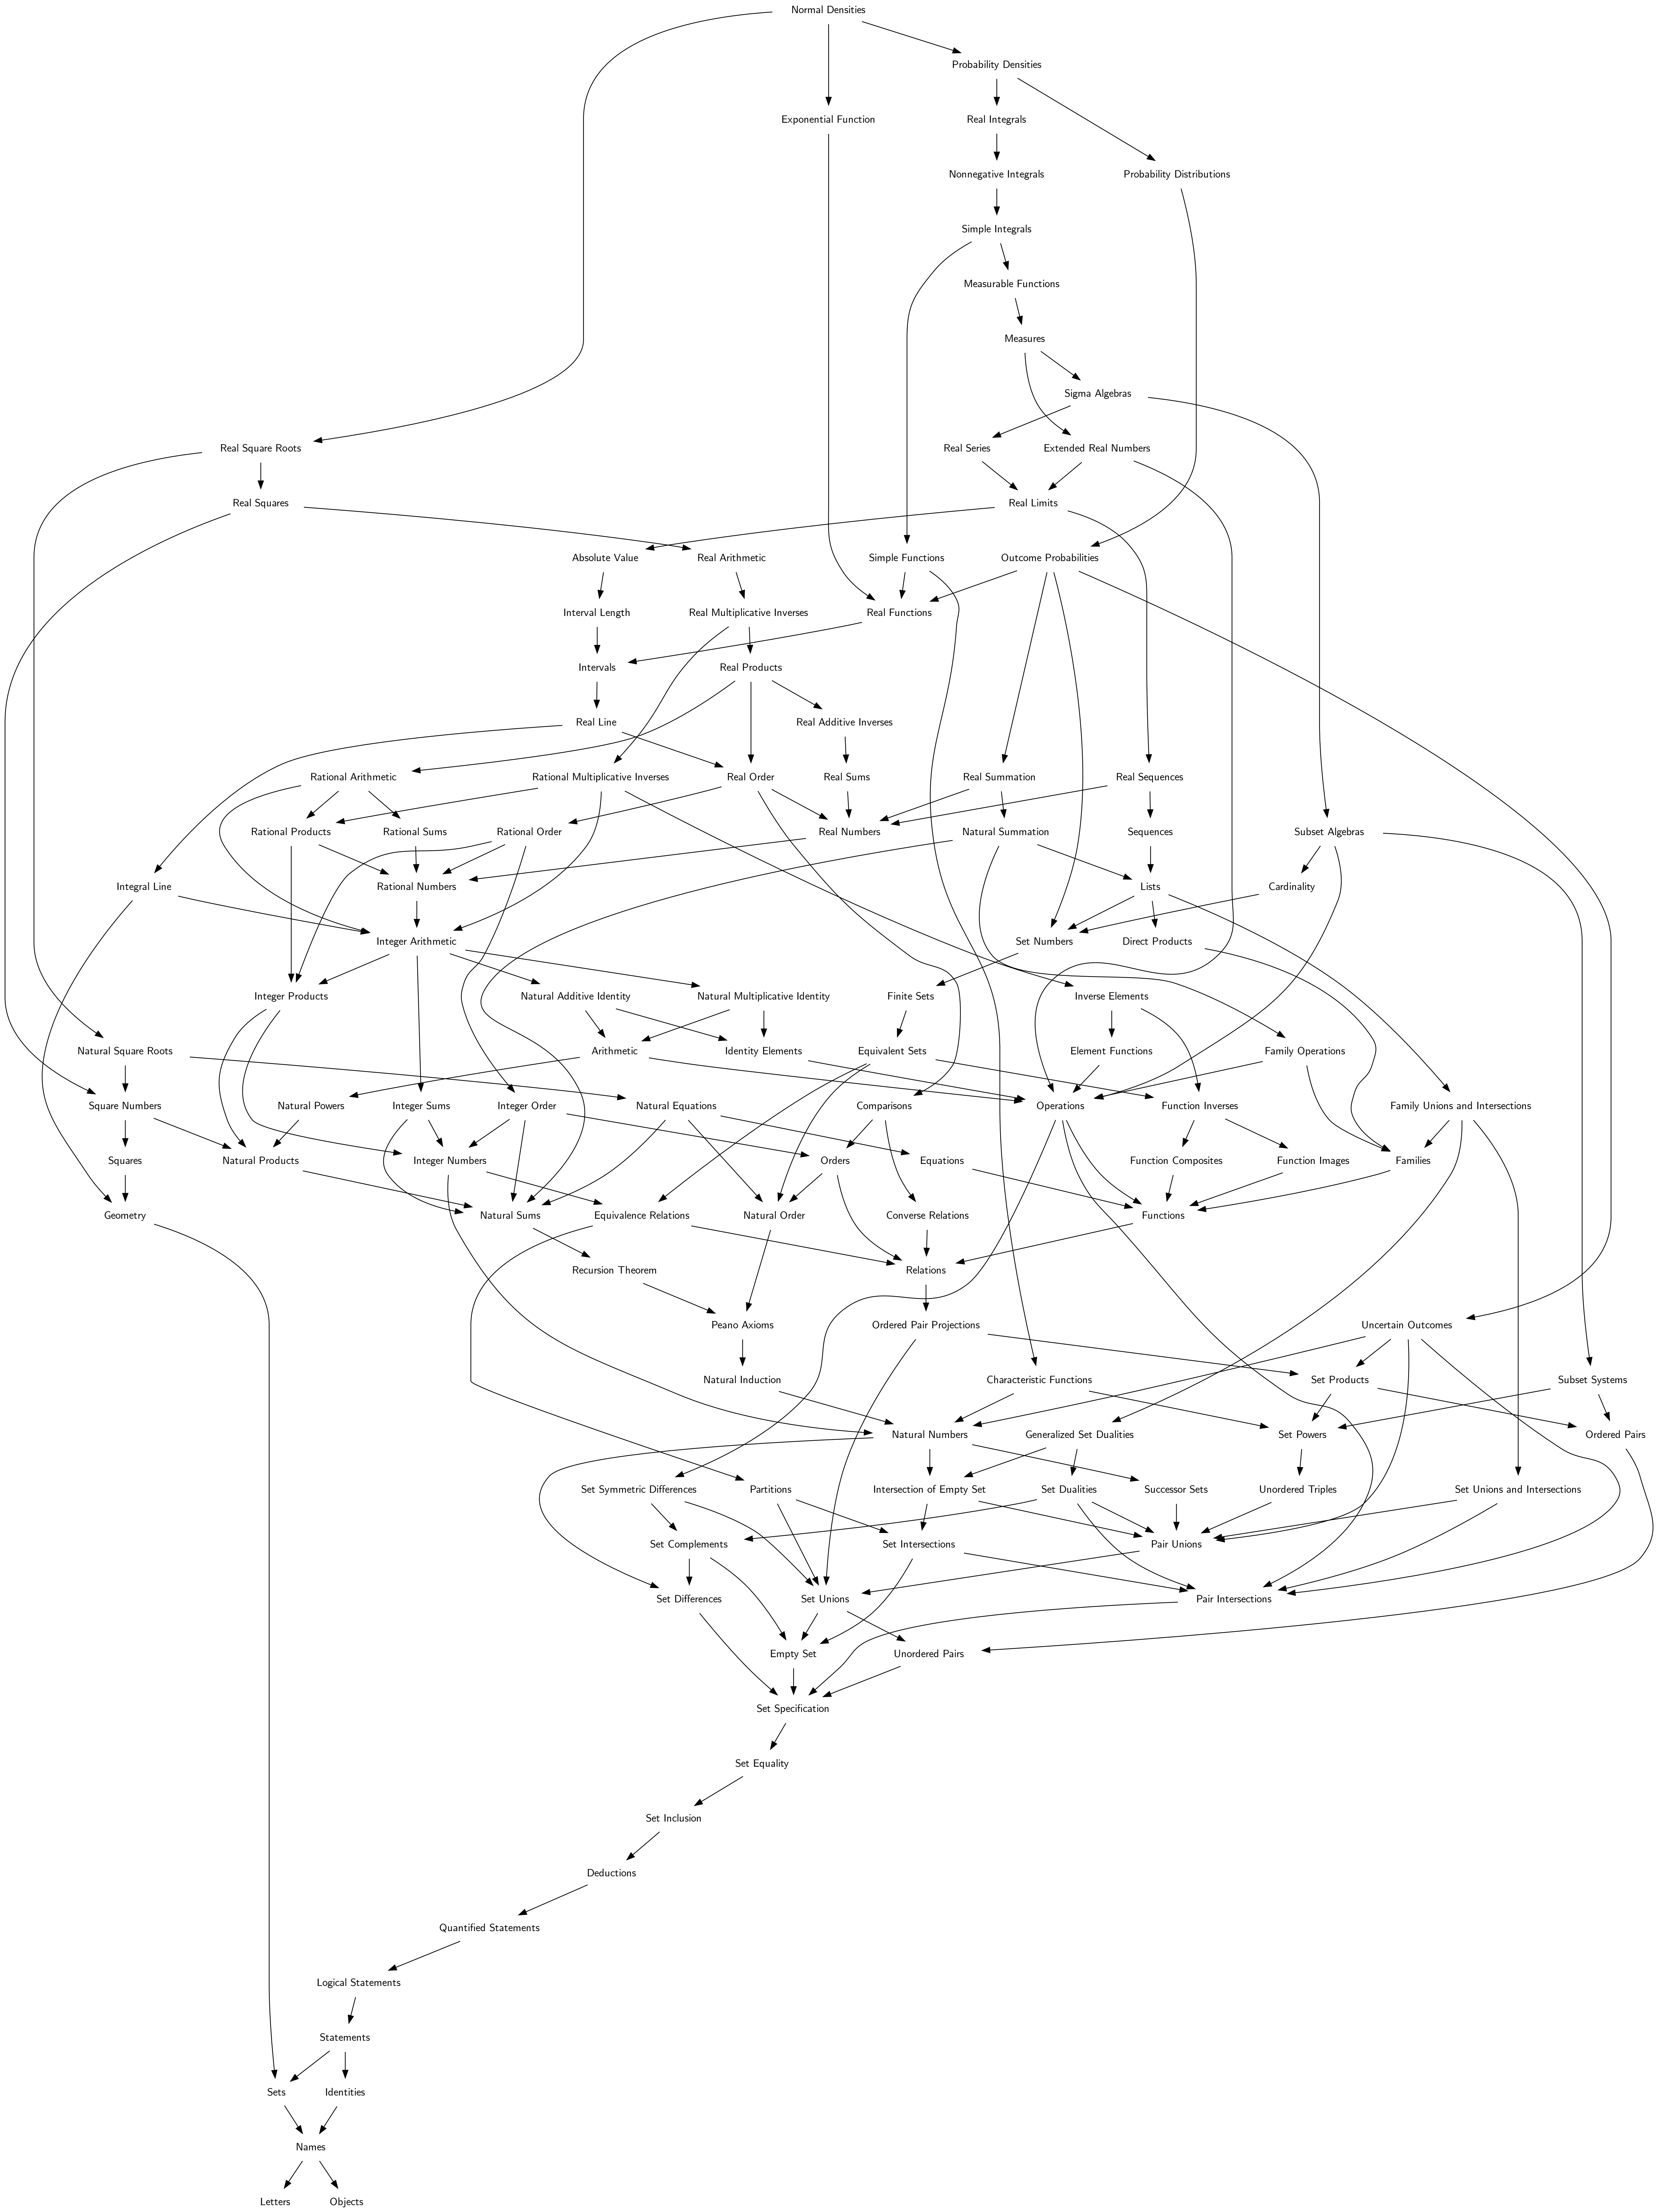 Normal Densities
Probability Densities
Exponential Function
Real Integrals
Nonnegative Integrals
Probability Distributions
Simple Integrals
Measurable Functions
Measures
Sigma Algebras
Real Square Roots
Real Series
Extended Real Numbers
Real Squares
Real Limits
Absolute Value
Real Arithmetic
Simple Functions
Outcome Probabilities
Interval Length
Real Multiplicative Inverses
Real Functions
Intervals
Real Products
Real Line
Real Additive Inverses
Rational Arithmetic
Rational Multiplicative Inverses
Real Order
Real Sums
Real Summation
Real Sequences
Rational Products
Rational Sums
Rational Order
Real Numbers
Natural Summation
Sequences
Subset Algebras
Integral Line
Rational Numbers
Lists
Cardinality
Integer Arithmetic
Set Numbers
Direct Products
Integer Products
Natural Additive Identity
Natural Multiplicative Identity
Finite Sets
Inverse Elements
Natural Square Roots
Arithmetic
Identity Elements
Equivalent Sets
Element Functions
Family Operations
Square Numbers
Natural Powers
Integer Sums
Integer Order
Natural Equations
Comparisons
Operations
Function Inverses
Family Unions and Intersections
Squares
Natural Products
Integer Numbers
Orders
Equations
Function Composites
Function Images
Families
Geometry
Natural Sums
Equivalence Relations
Natural Order
Converse Relations
Functions
Recursion Theorem
Relations
Peano Axioms
Ordered Pair Projections
Uncertain Outcomes
Natural Induction
Characteristic Functions
Set Products
Subset Systems
Natural Numbers
Generalized Set Dualities
Set Powers
Ordered Pairs
Set Symmetric Differences
Partitions
Intersection of Empty Set
Set Dualities
Successor Sets
Unordered Triples
Set Unions and Intersections
Set Complements
Set Intersections
Pair Unions
Set Differences
Set Unions
Pair Intersections
Empty Set
Unordered Pairs
Set Specification
Set Equality
Set Inclusion
Deductions
Quantified Statements
Logical Statements
Statements
Sets
Identities
Names
Letters
Objects